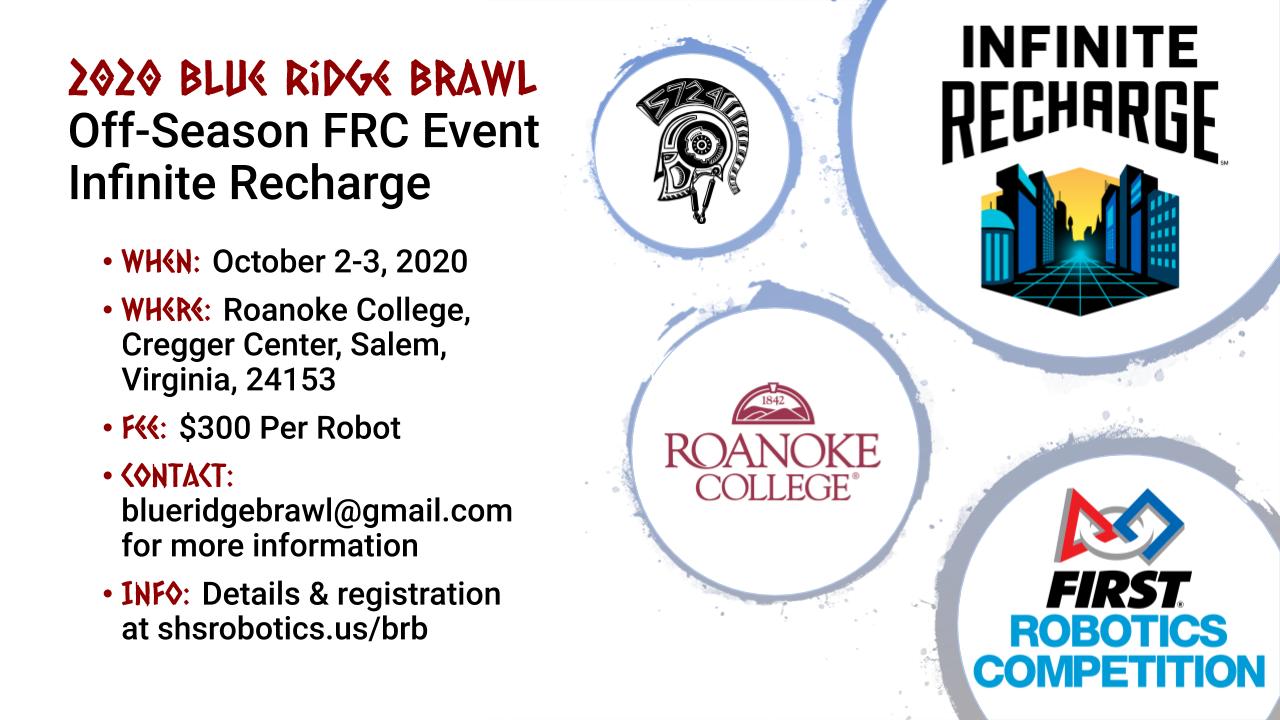 2020 BLUE RiDGE BRAWL
Off-Season FRC Event
Infinite Recharge
• WHEN: October 2-3, 2020
• WHERE: Roanoke College,
Cregger Center, Salem,
Virginia, 24153
• FEE: $300 Per Robot
• CONTACT:
blueridgebrawl@gmail.com
for more information
• INFO: Details & registration
at shsrobotics.us/brb
5724
INFINITE
RECHARGE℠
1842
ROANOKE
COLLEGE®
FIRST®
ROBOTICS
COMPETITION